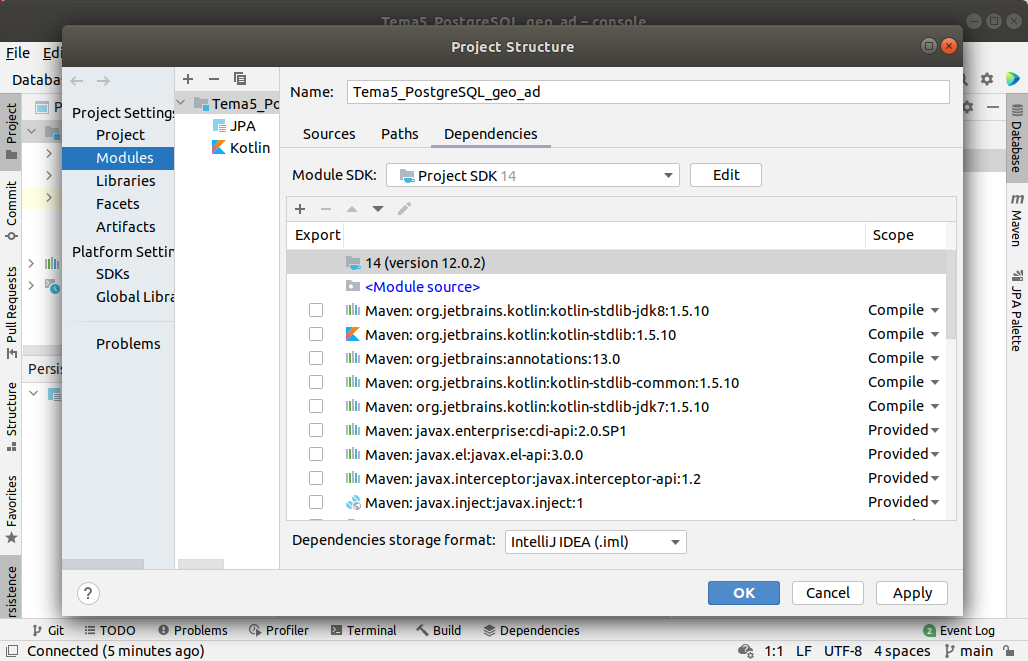 Tema5_PostgreSQL_geo_ad – console
Project Structure
File Edi
Databa
P
Project
Commit
Pull Requests
Structure
Favorites
rsistence
Persis
Project Settings
Project
Modules
Libraries
Facets
Artifacts
Platform Settin
SDKs
Global Libra
Problems
Tema5_Po
JPA
Kotlin
Name: Tema5_PostgreSQL_geo_ad
Sources Paths Dependencies
Module SDK: Project SDK 14 Edit
Export Scope
14 (version 12.0.2)
<Module source>
Maven: org.jetbrains.kotlin:kotlin-stdlib-jdk8:1.5.10 Compile
Maven: org.jetbrains.kotlin:kotlin-stdlib:1.5.10 Compile
Maven: org.jetbrains:annotations:13.0 Compile
Maven: org.jetbrains.kotlin:kotlin-stdlib-common:1.5.10 Compile
Maven: org.jetbrains.kotlin:kotlin-stdlib-jdk7:1.5.10 Compile
Maven: javax.enterprise:cdi-api:2.0.SP1 Provided
Maven: javax.el:javax.el-api:3.0.0 Provided
Maven: javax.interceptor:javax.interceptor-api:1.2 Provided
Maven: javax.inject:javax.inject:1 Provided
Dependencies storage format: IntelliJ IDEA (.iml)
? OK Cancel Apply
Database
m Maven
JPA Palette
Git TODO Problems Profiler Terminal Build Dependencies 2 Event Log
Connected (5 minutes ago) 1:1 LF UTF-8 4 spaces main